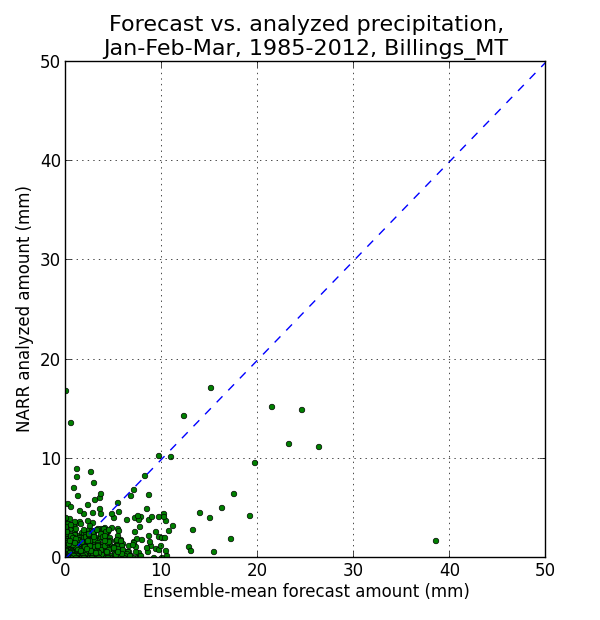 Forecast vs. analyzed precipitation,
Jan-Feb-Mar, 1985-2012, Billings_MT
NARR analyzed amount (mm)
50
40
30
20
10
0
0 10 20 30 40 50
Ensemble-mean forecast amount (mm)